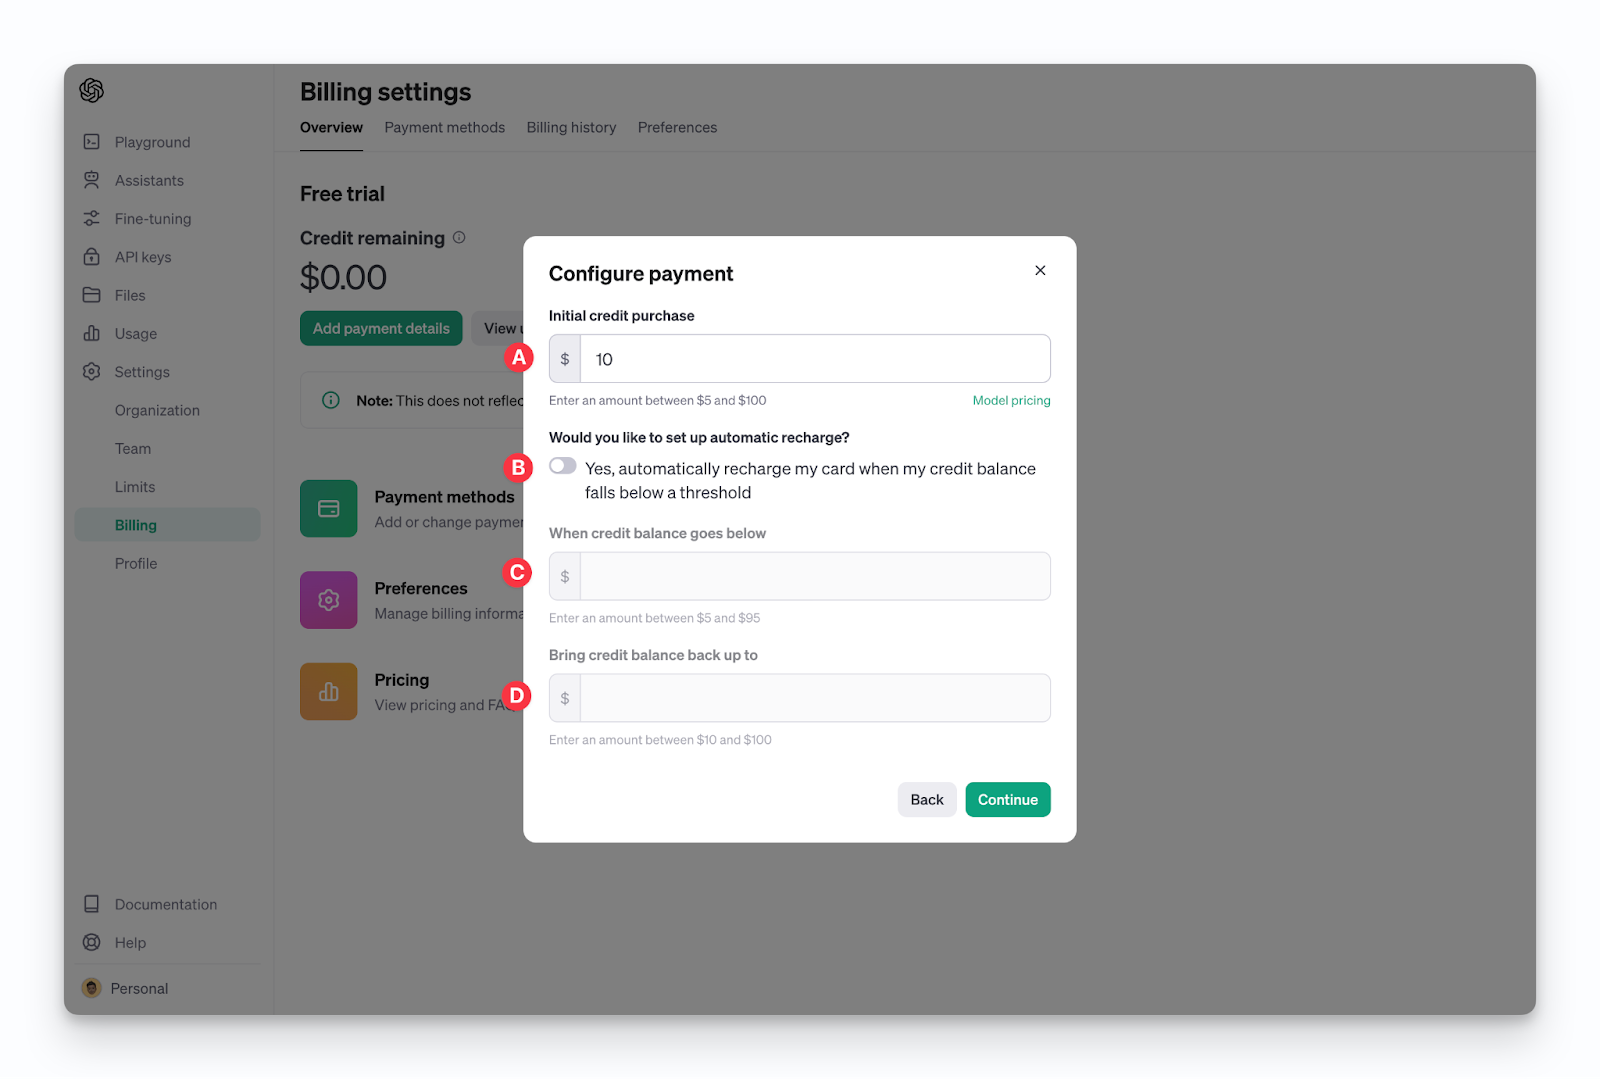 Playground
Assistants
Fine-tuning
API keys
Files
Usage
Settings
Organization
Team
Limits
Billing
Profile
Documentation
Help
Personal
Billing settings
Overview Payment methods Billing history Preferences
Free trial
Credit remaining
$0.00
Add payment details View
Note: This does not
Payment methods
Add or change
Preferences
Manage billing
Pricing
View pricing and
Configure payment
Initial credit purchase
A $ 10
Enter an amount between $5 and $100 Model pricing
Would you like to set up automatic recharge?
B Yes, automatically recharge my card when my credit balance
falls below a threshold
When credit balance goes below
C $
Enter an amount between $5 and $95
Bring credit balance back up to
D $
Enter an amount between $10 and $100
Back Continue